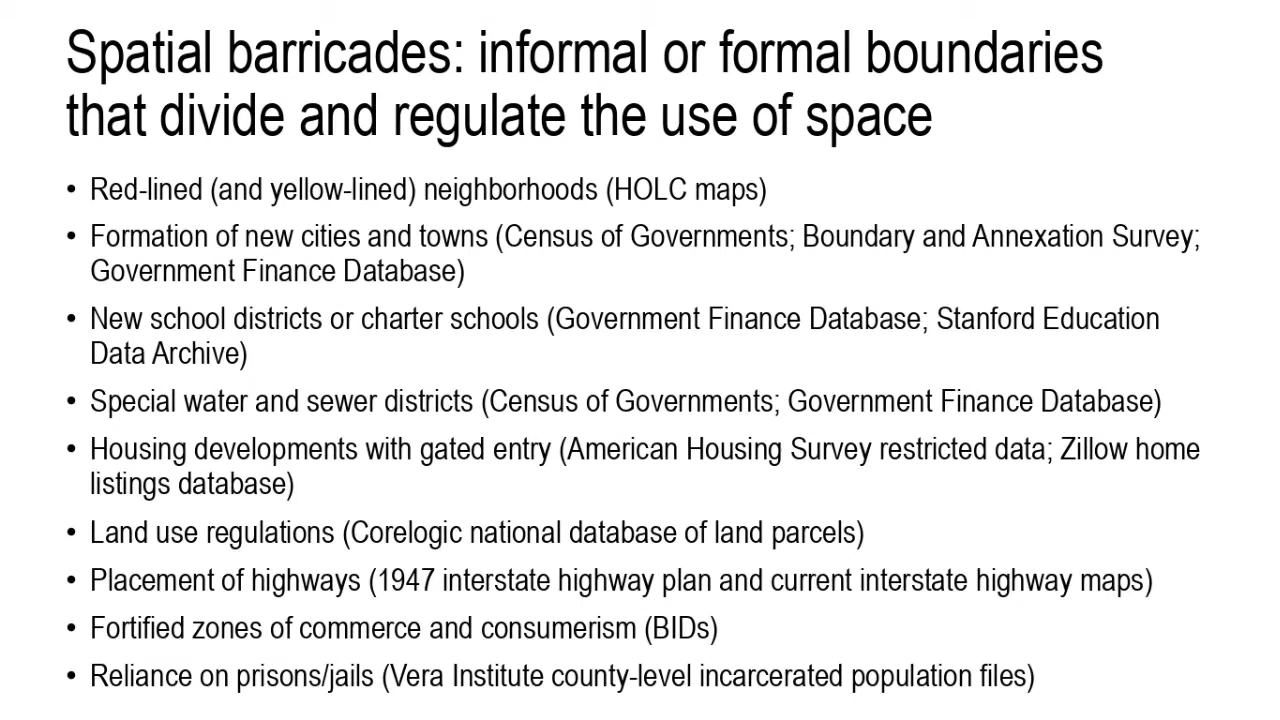 Spatial barricades: informal or formal boundaries
that divide and regulate the use of space
• Red-lined (and yellow-lined) neighborhoods (HOLC maps)
• Formation of new cities and towns (Census of Governments; Boundary and Annexation Survey;
Government Finance Database)
• New school districts or charter schools (Government Finance Database; Stanford Education
Data Archive)
• Special water and sewer districts (Census of Governments; Government Finance Database)
• Housing developments with gated entry (American Housing Survey restricted data; Zillow home
listings database)
• Land use regulations (Corelogic national database of land parcels)
• Placement of highways (1947 interstate highway plan and current interstate highway maps)
• Fortified zones of commerce and consumerism (BIDs)
• Reliance on prisons/jails (Vera Institute county-level incarcerated population files)